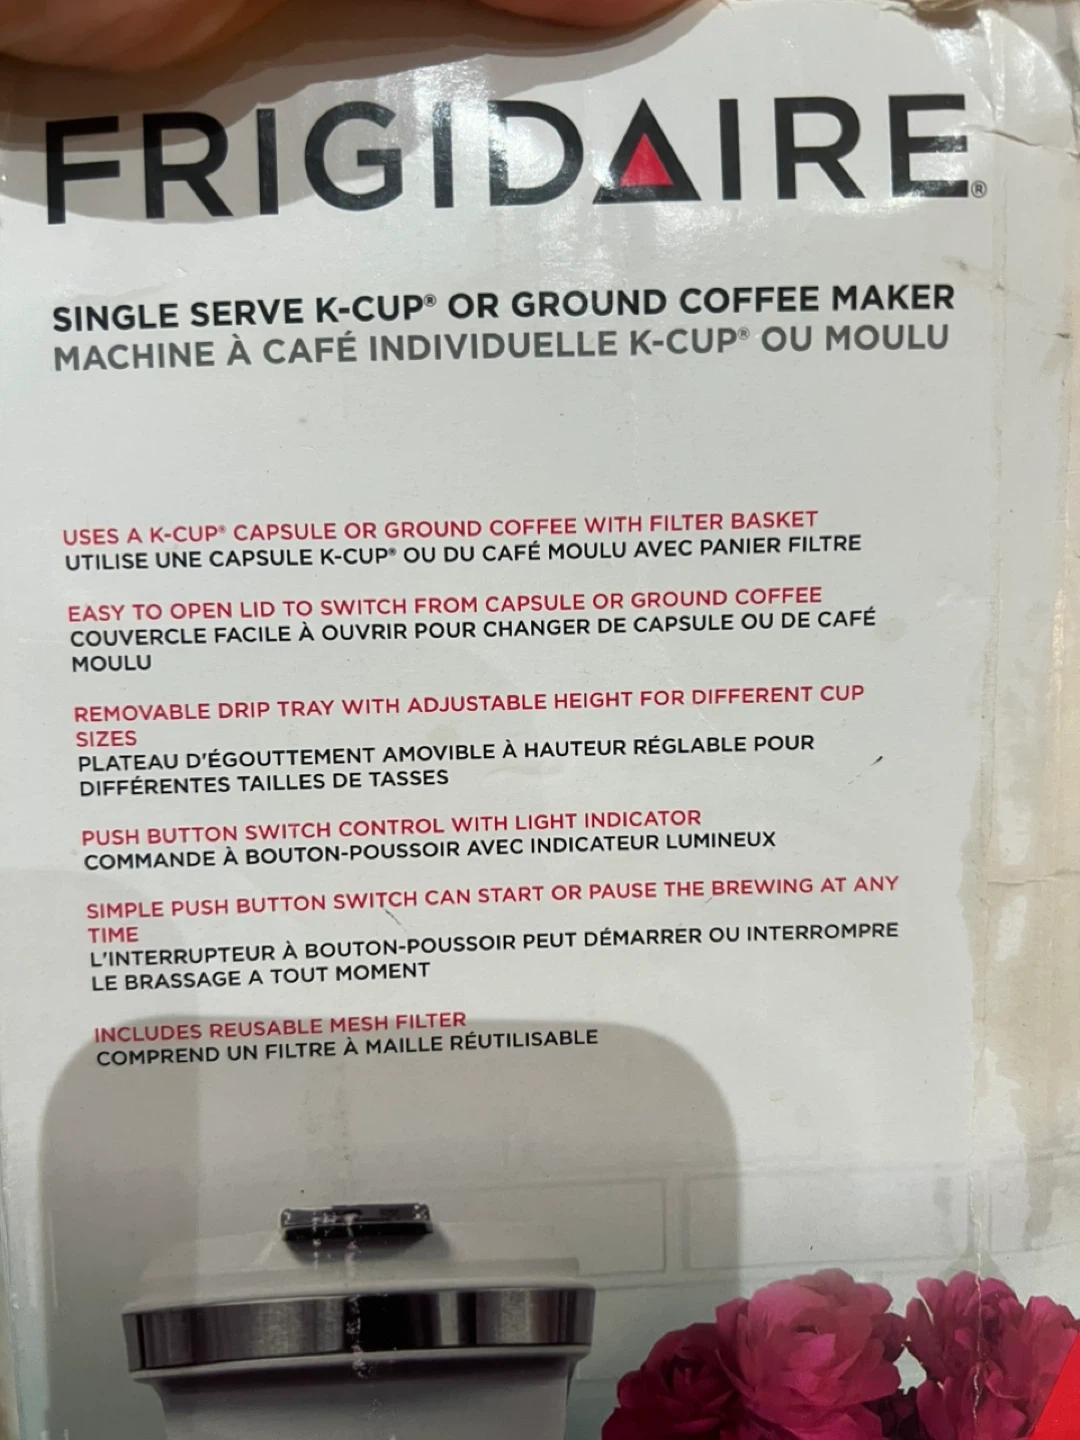 FRIGIDAIRE®
SINGLE SERVE K-CUP® OR GROUND COFFEE MAKER
MACHINE À CAFÉ INDIVIDUELLE K-CUP® OU MOULU
USES A K-CUP® CAPSULE OR GROUND COFFEE WITH FILTER BASKET
UTILISE UNE CAPSULE K-CUP® OU DU CAFÉ MOULU AVEC PANIER FILTRE
EASY TO OPEN LID TO SWITCH FROM CAPSULE OR GROUND COFFEE
COUVERCLE FACILE À OUVRIR POUR CHANGER DE CAPSULE OU DE CAFÉ
MOULU
REMOVABLE DRIP TRAY WITH ADJUSTABLE HEIGHT FOR DIFFERENT CUP
SIZES
PLATEAU D'ÉGOUTTEMENT AMOVIBLE À HAUTEUR RÉGLABLE POUR
DIFFÉRENTES TAILLES DE TASSES
PUSH BUTTON SWITCH CONTROL WITH LIGHT INDICATOR
COMMANDE À BOUTON-POUSSOIR AVEC INDICATEUR LUMINEUX
SIMPLE PUSH BUTTON SWITCH CAN START OR PAUSE THE BREWING AT ANY
TIME
L'INTERRUPTEUR À BOUTON-POUSSOIR PEUT DÉMARRER OU INTERROMPRE
LE BRASSAGE A TOUT MOMENT
INCLUDES REUSABLE MESH FILTER
COMPREND UN FILTRE À MAILLE RÉUTILISABLE